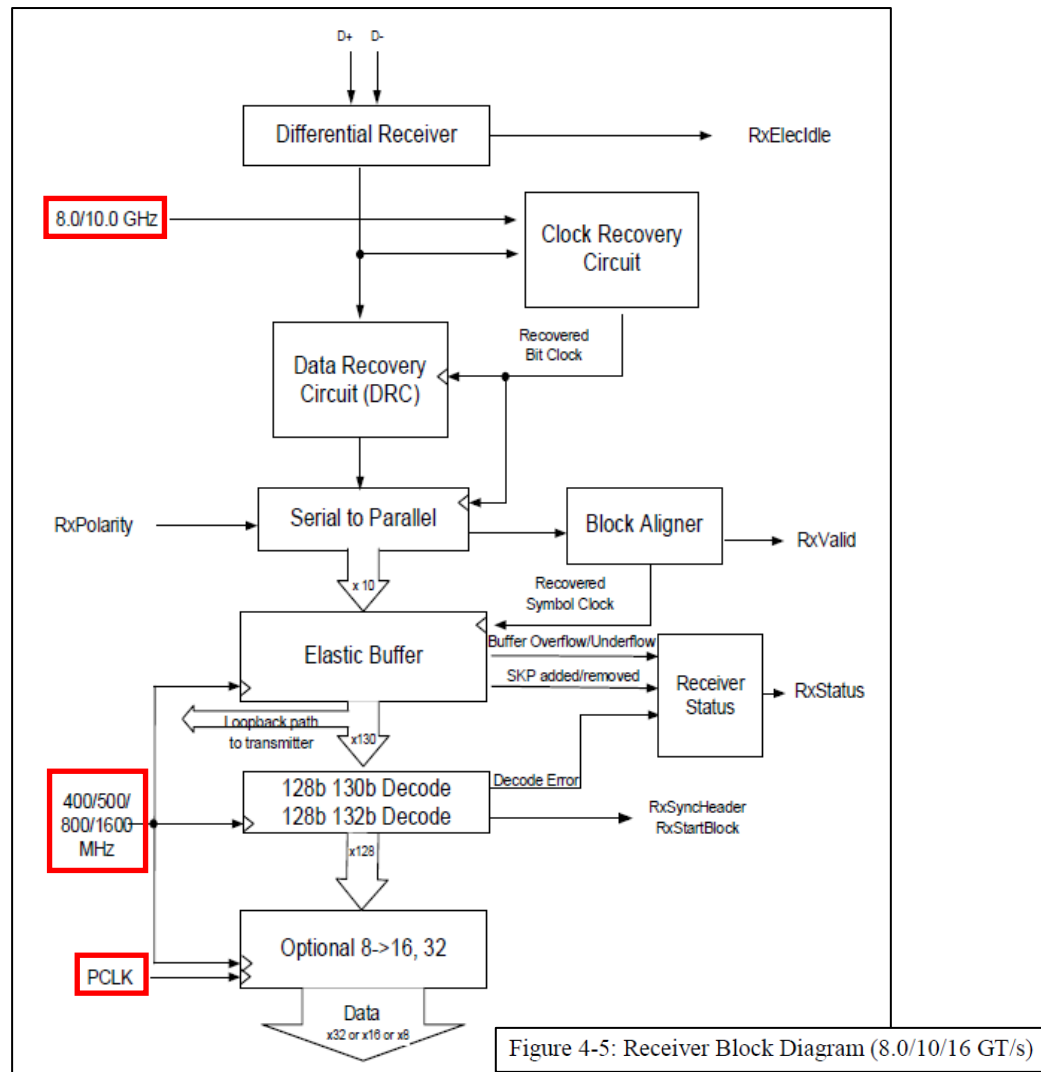 D+ D-
Differential Receiver
RxElecIdle
8.0/10.0 GHz
Clock Recovery
Circuit
Recovered
Bit Clock
Data Recovery
Circuit (DRC)
RxPolarity
Serial to Parallel
Block Aligner
RxValid
x 10
Recovered
Symbol Clock
Elastic Buffer
Buffer Overflow/Underflow
SKP added/removed
Receiver
Status
RxStatus
Loopback path
to transmitter
x130
400/500/
800/1600
MHz
128b 130b Decode
128b 132b Decode
Decode Error
RxSyncHeader
RxStartBlock
x128
Optional 8->16, 32
PCLK
Data
x32 or x16 or x8
Figure 4-5: Receiver Block Diagram (8.0/10/16 GT/s)